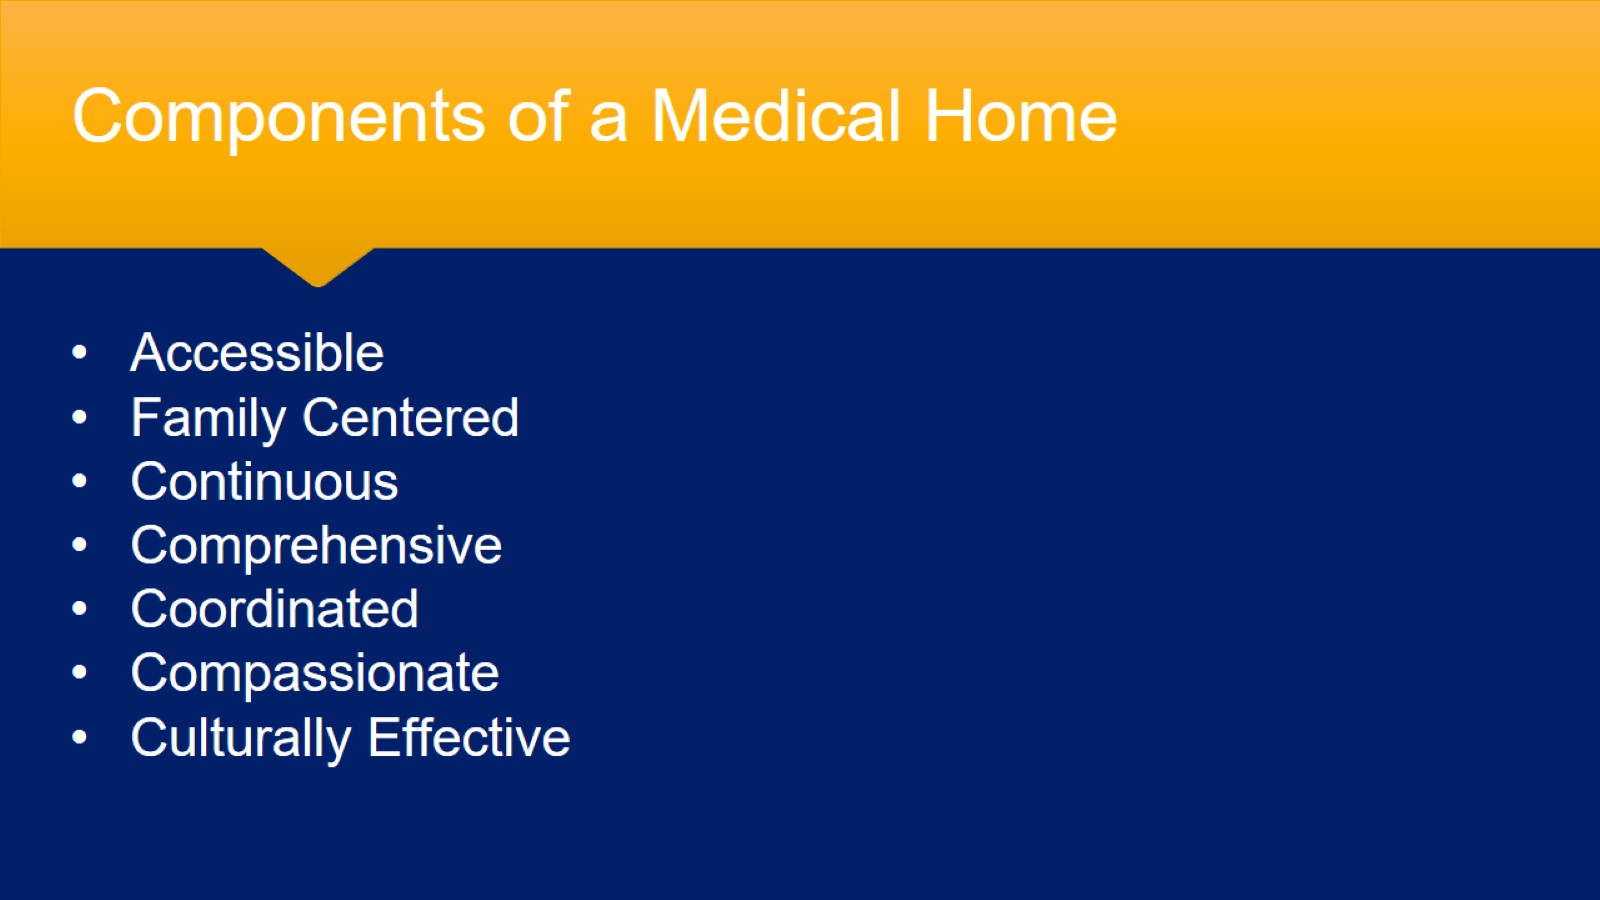 Components of a Medical Home
• Accessible
• Family Centered
• Continuous
• Comprehensive
• Coordinated
• Compassionate
• Culturally Effective